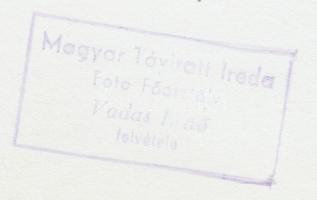 Magyar Távirati Iroda
Foto Főosztály
Vadas Ernő
felvétele